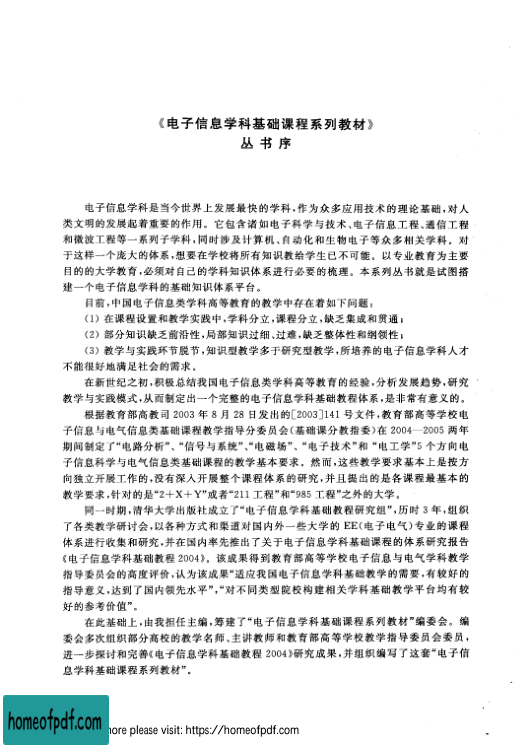 《电子信息学科基础课程系列教材》
丛 书 序
电子信息学科是当今世界上发展最快的学科,作为众多应用技术的理论基础,对人
类文明的发展起着重要的作用。它包含诸如电子科学与技术、电子信息工程、通信工程
和微波工程等一系列子学科,同时涉及计算机、自动化和生物电子等众多相关学科。对
于这样一个庞大的体系,想要在学校将所有知识教给学生已不可能。以专业教育为主要
目的的大学教育,必须对自己的学科知识体系进行必要的梳理。本系列丛书就是试图搭
建一个电子信息学科的基础知识体系平台。
目前,中国电子信息类学科高等教育的教学中存在着如下问题:
(1) 在课程设置和教学实践中,学科分立,课程分立,缺乏集成和贯通;
(2) 部分知识缺乏前沿性,局部知识过细、过难,缺乏整体性和纲领性;
(3) 教学与实践环节脱节,知识型教学多于研究型教学,所培养的电子信息学科人才
不能很好地满足社会的需求。
在新世纪之初,积极总结我国电子信息类学科高等教育的经验,分析发展趋势,研究
教学与实践模式,从而制定出一个完整的电子信息学科基础教程体系,是非常有意义的。
根据教育部高教司 2003 年 8 月 28 日发出的[2003]141 号文件,教育部高等学校电
子信息与电气信息类基础课程教学指导分委员会(基础课分教指委)在 2004—2005 两年
期间制定了“电路分析”、“信号与系统”、“电磁场”、“电子技术”和 “电工学”5 个方向电
子信息科学与电气信息类基础课程的教学基本要求。然而,这些教学要求基本上是按方
向独立开展工作的,没有深入开展整个课程体系的研究,并且提出的是各课程最基本的
教学要求,针对的是“2+X+Y”或者“211 工程”和“985 工程”之外的大学。
同一时期,清华大学出版社成立了“电子信息学科基础教程研究组”,历时 3 年,组织
了各类教学研讨会,以各种方式和渠道对国内外一些大学的 EE(电子电气)专业的课程
体系进行收集和研究,并在国内率先推出了关于电子信息学科基础课程的体系研究报告
《电子信息学科基础教程 2004》。该成果得到教育部高等学校电子信息与电气学科教学
指导委员会的高度评价,认为该成果“适应我国电子信息学科基础教学的需要,有较好的
指导意义,达到了国内领先水平”,“对不同类型院校构建相关学科基础教学平台均有较
好的参考价值”。
在此基础上,由我担任主编,筹建了“电子信息学科基础课程系列教材”编委会。编
委会多次组织部分高校的教学名师、主讲教师和教育部高等学校教学指导委员会委员,
进一步探讨和完善《电子信息学科基础教程 2004》研究成果,并组织编写了这套“电子信
息学科基础课程系列教材”。
homeofpdf.com
ore please visit: https://homeofpdf.com